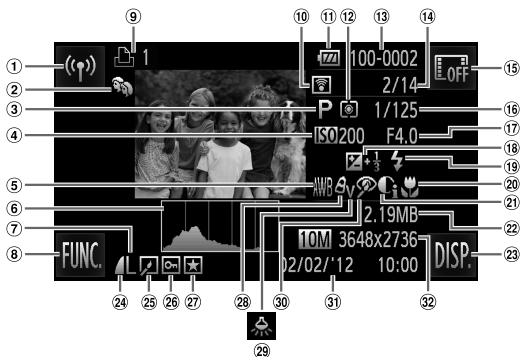 ⑨ ⑩ ⑪ ⑫ ⑬ ⑭
① 1 100-0002 OFF ⑮
② 2/14
③ P 1/125 ⑯
④ ISO200 F4.0 ⑰
+1/3 ⑱
⑲
⑤ AWB V i ⑳
㉑
⑥ 2.19MB ㉒
⑦ 10M 3648x2736
⑧ FUNC. L 02/02/'12 10:00 DISP. ㉓
㉔ ㉕ ㉖ ㉗ ㉘ ㉚ ㉛ ㉜
㉙